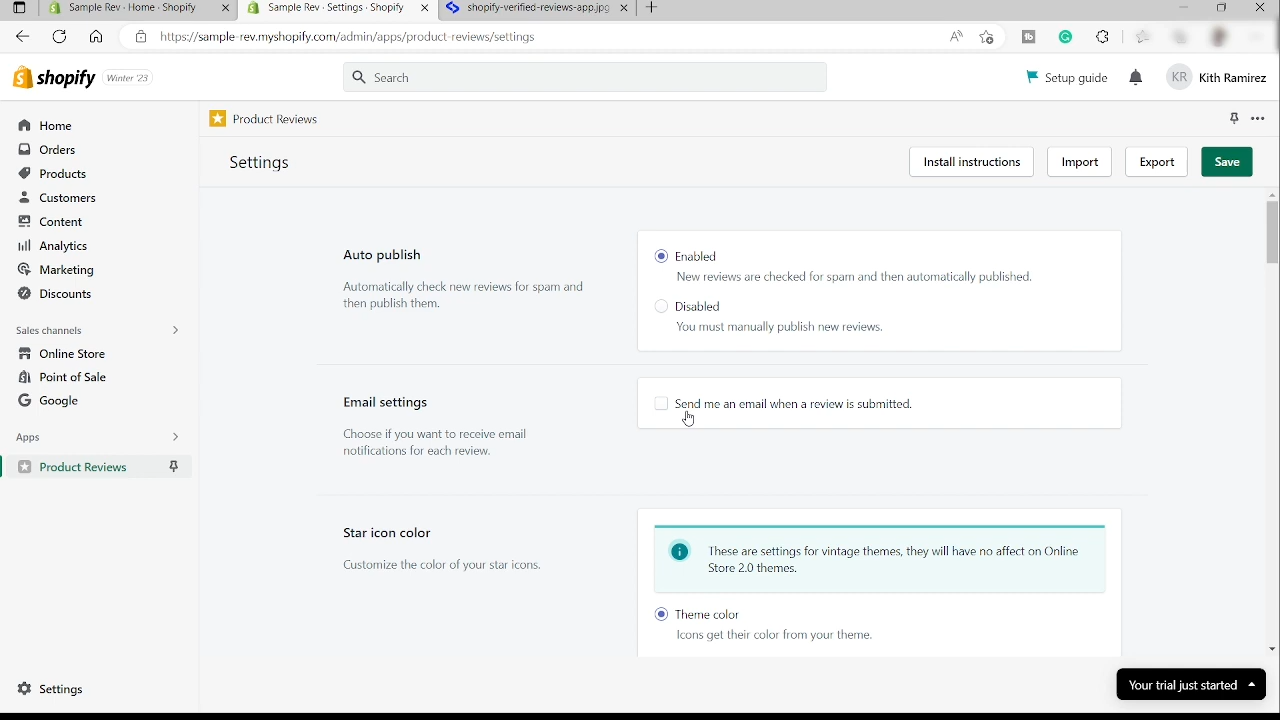 Sample Rev · Home · Shopify
Sample Rev · Settings · Shopify
shopify-verified-reviews-app.jpg
https://sample-rev.myshopify.com/admin/apps/product-reviews/settings
shopify
Winter '23
Search
Setup guide
KR
Kith Ramirez
Home
Orders
Products
Customers
Content
Analytics
Marketing
Discounts
Sales channels
Online Store
Point of Sale
Google
Apps
Product Reviews
Settings
Product Reviews
Settings
Install instructions
Import
Export
Save
Auto publish
Automatically check new reviews for spam and
then publish them.
Enabled
New reviews are checked for spam and then automatically published.
Disabled
You must manually publish new reviews.
Email settings
Choose if you want to receive email
notifications for each review.
Send me an email when a review is submitted.
Star icon color
Customize the color of your star icons.
These are settings for vintage themes, they will have no affect on Online
Store 2.0 themes.
Theme color
Icons get their color from your theme.
Your trial just started